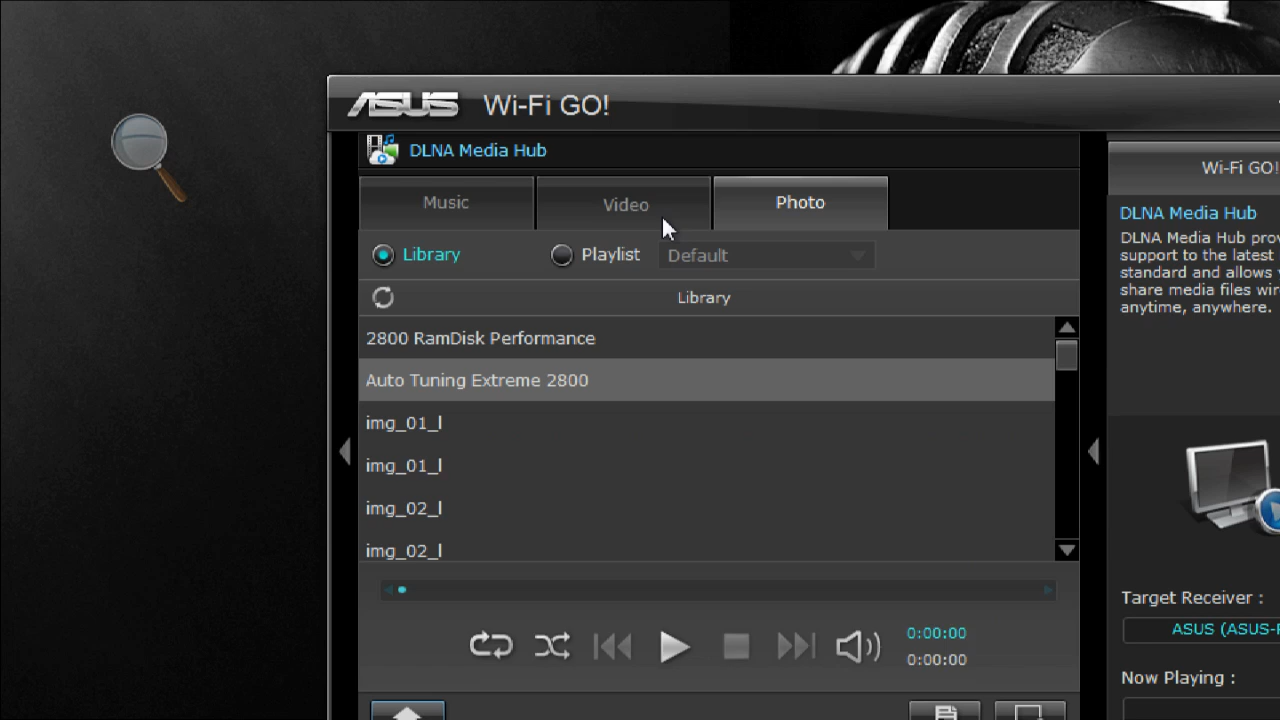 ASUS Wi-Fi GO!
DLNA Media Hub
Music Video Photo
Library Playlist Default
Library
2800 RamDisk Performance
Auto Tuning Extreme 2800
img_01_l
img_01_l
img_02_l
img_02_l
0:00:00
0:00:00
Wi-Fi GO!
DLNA Media Hub
DLNA Media Hub prov
support to the latest
standard and allows
share media files wir
anytime, anywhere.
Target Receiver :
ASUS (ASUS-
Now Playing :